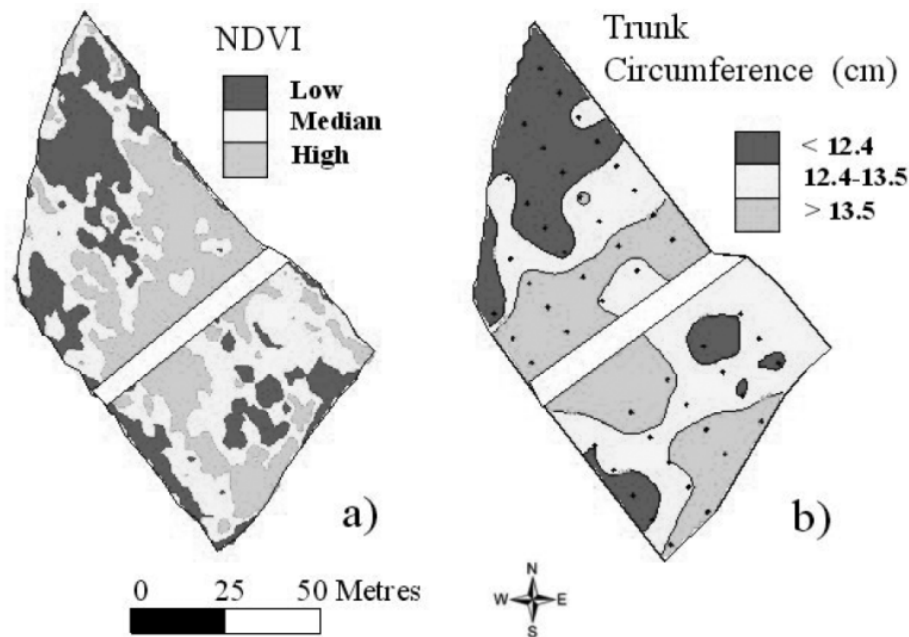 NDVI
Low
Median
High
a)
Trunk
Circumference (cm)
< 12.4
12.4-13.5
> 13.5
b)
0 25 50 Metres
N
W E
S